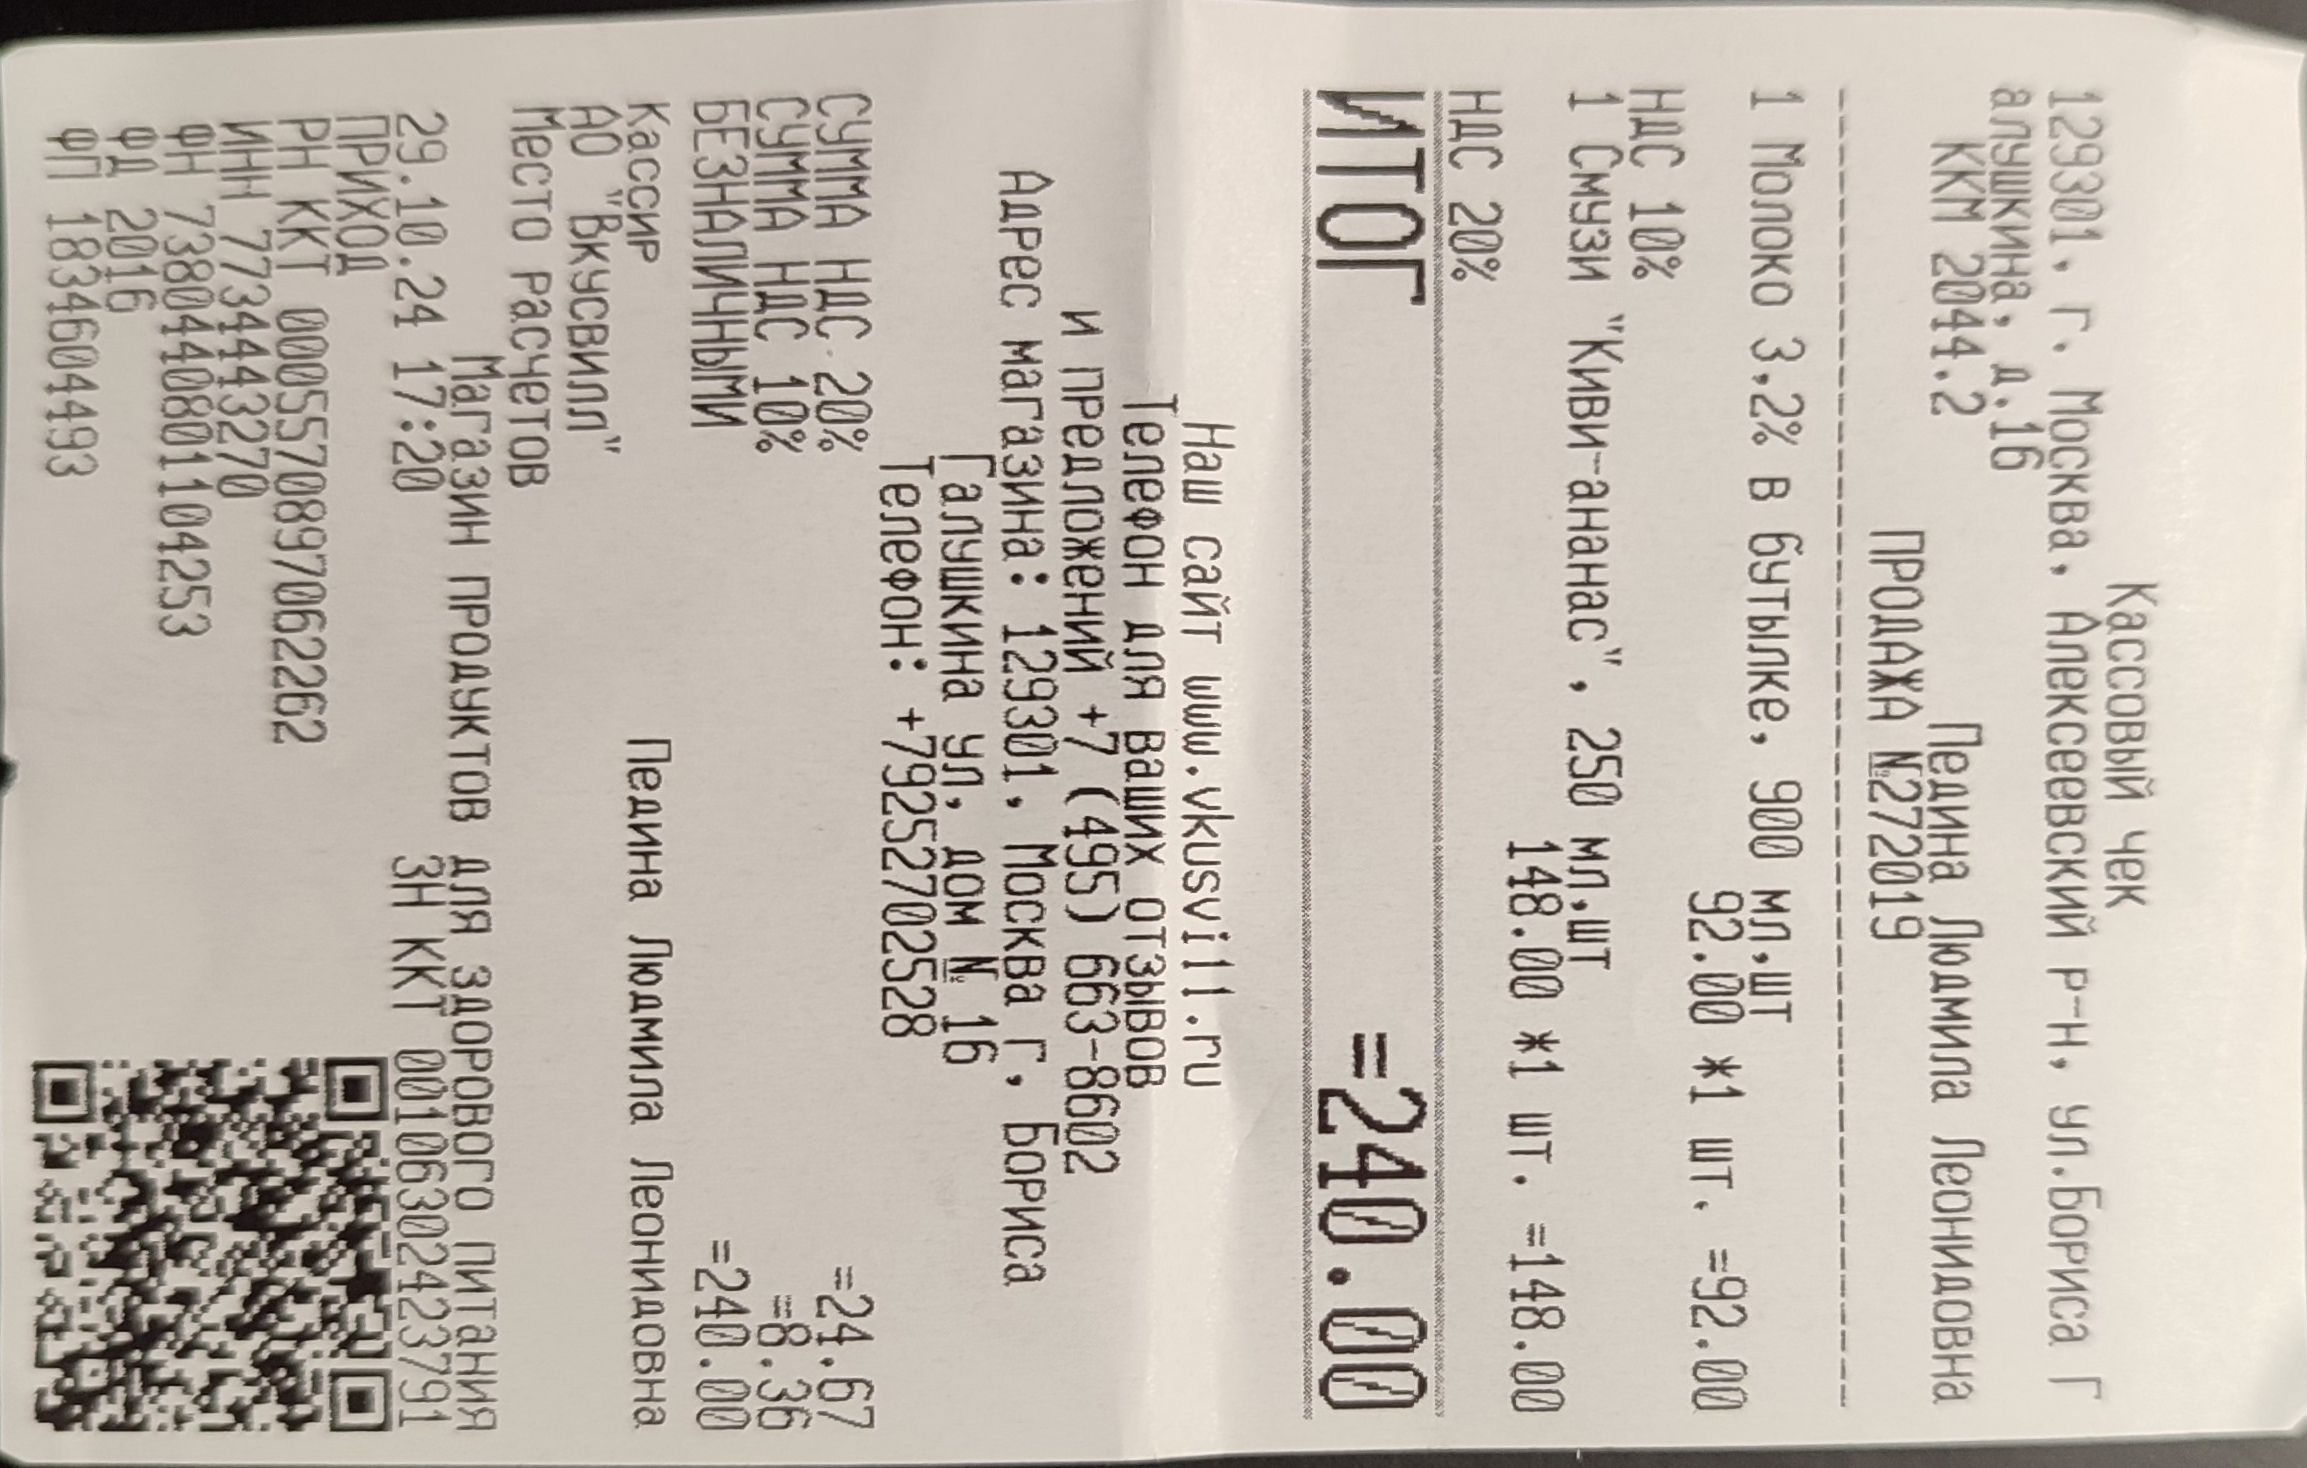 Кассовый чек
129301, г. Москва, Алексеевский р-н, ул.Бориса Г
алушкина, д.16
ККМ 2044.2 Педина Людмила Леонидовна
ПРОДАЖА №272019
1 Молоко 3,2% в бутылке, 900 мл,шт
92.00 *1 шт. =92.00
НДС 10%
1 Смузи "Киви-ананас", 250 мл,шт
148.00 *1 шт. =148.00
НДС 20%
ИТОГ =240.00
Наш сайт www.vkusvill.ru
Телефон для ваших отзывов
и предложений +7 (495) 663-8602
Адрес магазина: 129301, Москва г, Бориса
Галушкина ул, дом № 16
Телефон: +79252702528
СУММА НДС 20% =24.67
СУММА НДС 10% =8.36
БЕЗНАЛИЧНЫМИ =240.00
Кассир Педина Людмила Леонидовна
АО "Вкусвилл"
Место расчетов
Магазин продуктов для здорового питания
29.10.24 17:20 ЗН ККТ 00106302423791
ПРИХОД
РН ККТ 0005570897062262
ИНН 7734443270
ФН 7380440801104253
ФД 2016
ФП 1834604493